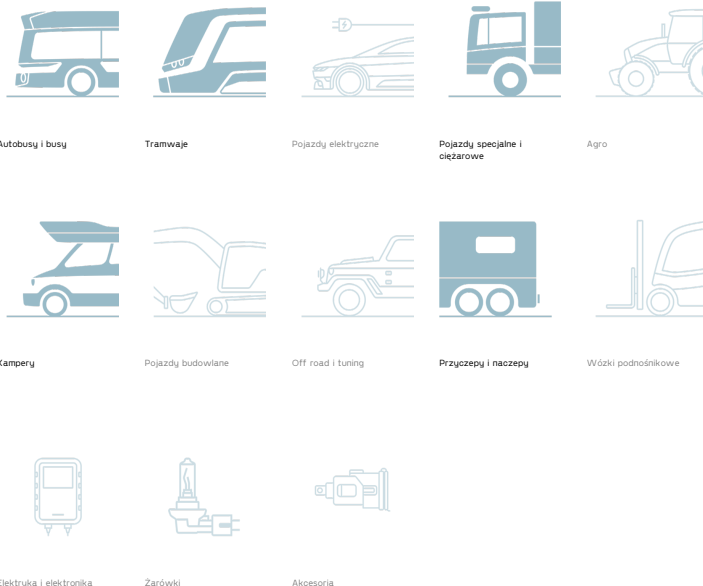 Autobusy i busy
Tramwaje
Pojazdy elektryczne
Pojazdy specjalne i
ciężarowe
Agro
Kampery
Pojazdy budowlane
Off road i tuning
Przyczepy i naczepy
Wózki podnośnikowe
Elektryka i elektronika
Żarówki
Akcesoria